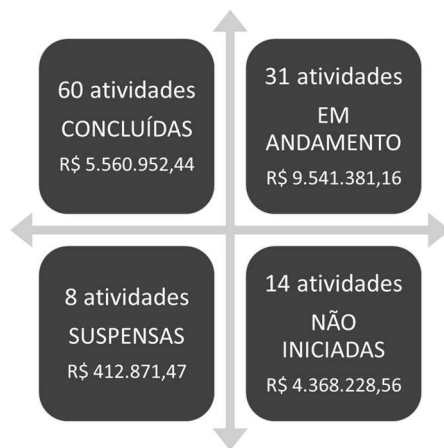 60 atividades
CONCLUÍDAS
R$ 5.560.952,44
31 atividades
EM
ANDAMENTO
R$ 9.541.381,16
8 atividades
SUSPENSAS
R$ 412.871,47
14 atividades
NÃO
INICIADAS
R$ 4.368.228,56